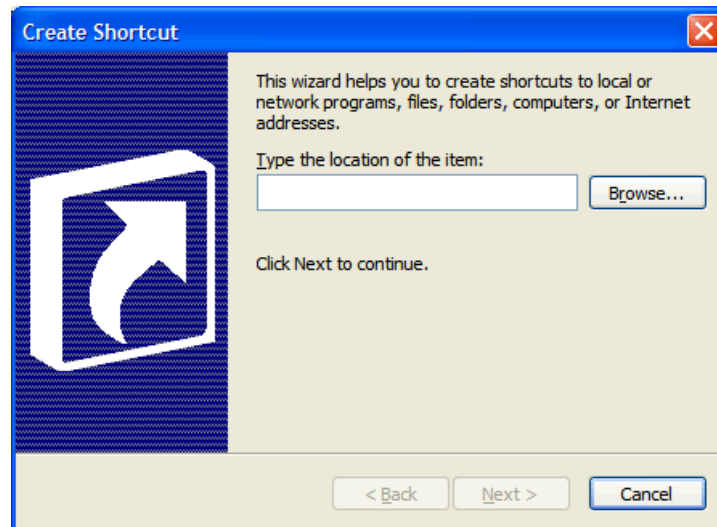 Create Shortcut
This wizard helps you to create shortcuts to local or
network programs, files, folders, computers, or Internet
addresses.
Type the location of the item:
Browse...
Click Next to continue.
< Back Next > Cancel